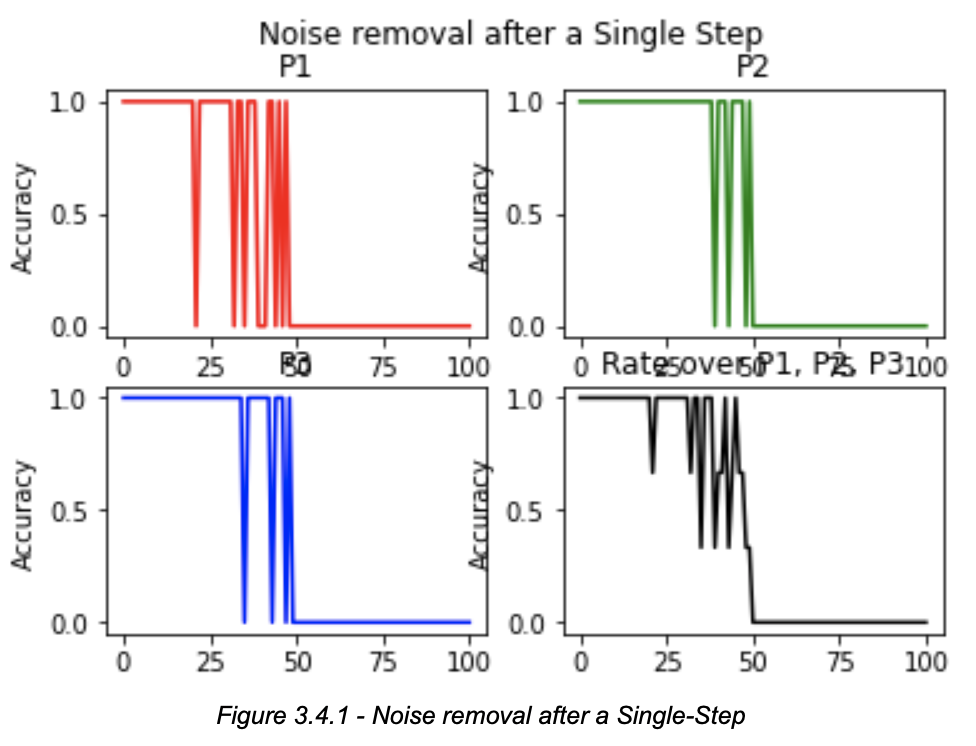 Noise removal after a Single Step
P1
P2
Accuracy
1.0
0.5
0.0
0 25 50 75 100
Accuracy
1.0
0.5
0.0
0 25 50 75 100
P3
Rate over P1, P2, P3
Accuracy
1.0
0.5
0.0
0 25 50 75 100
Accuracy
1.0
0.5
0.0
0 25 50 75 100
Figure 3.4.1 - Noise removal after a Single-Step